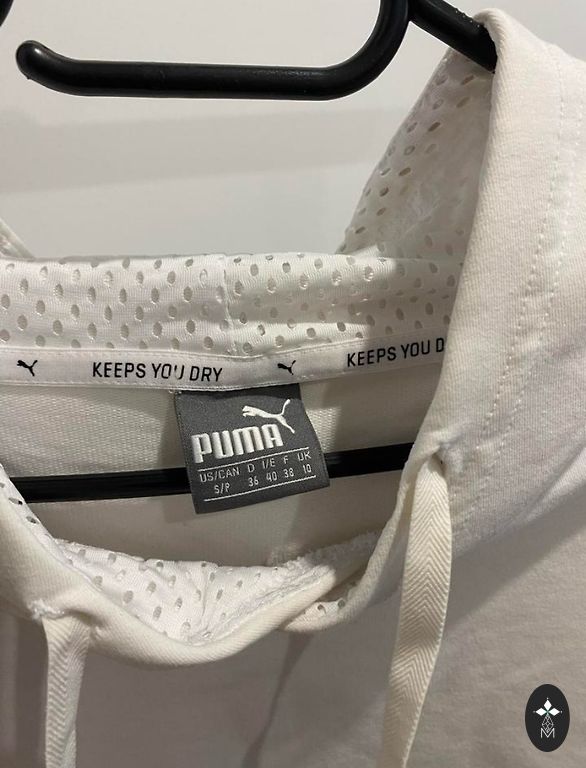 KEEPS YOU DRY
KEEPS YOU D
PUMA
US/CAN D I/E F UK
S/P 36 40 38 10
M